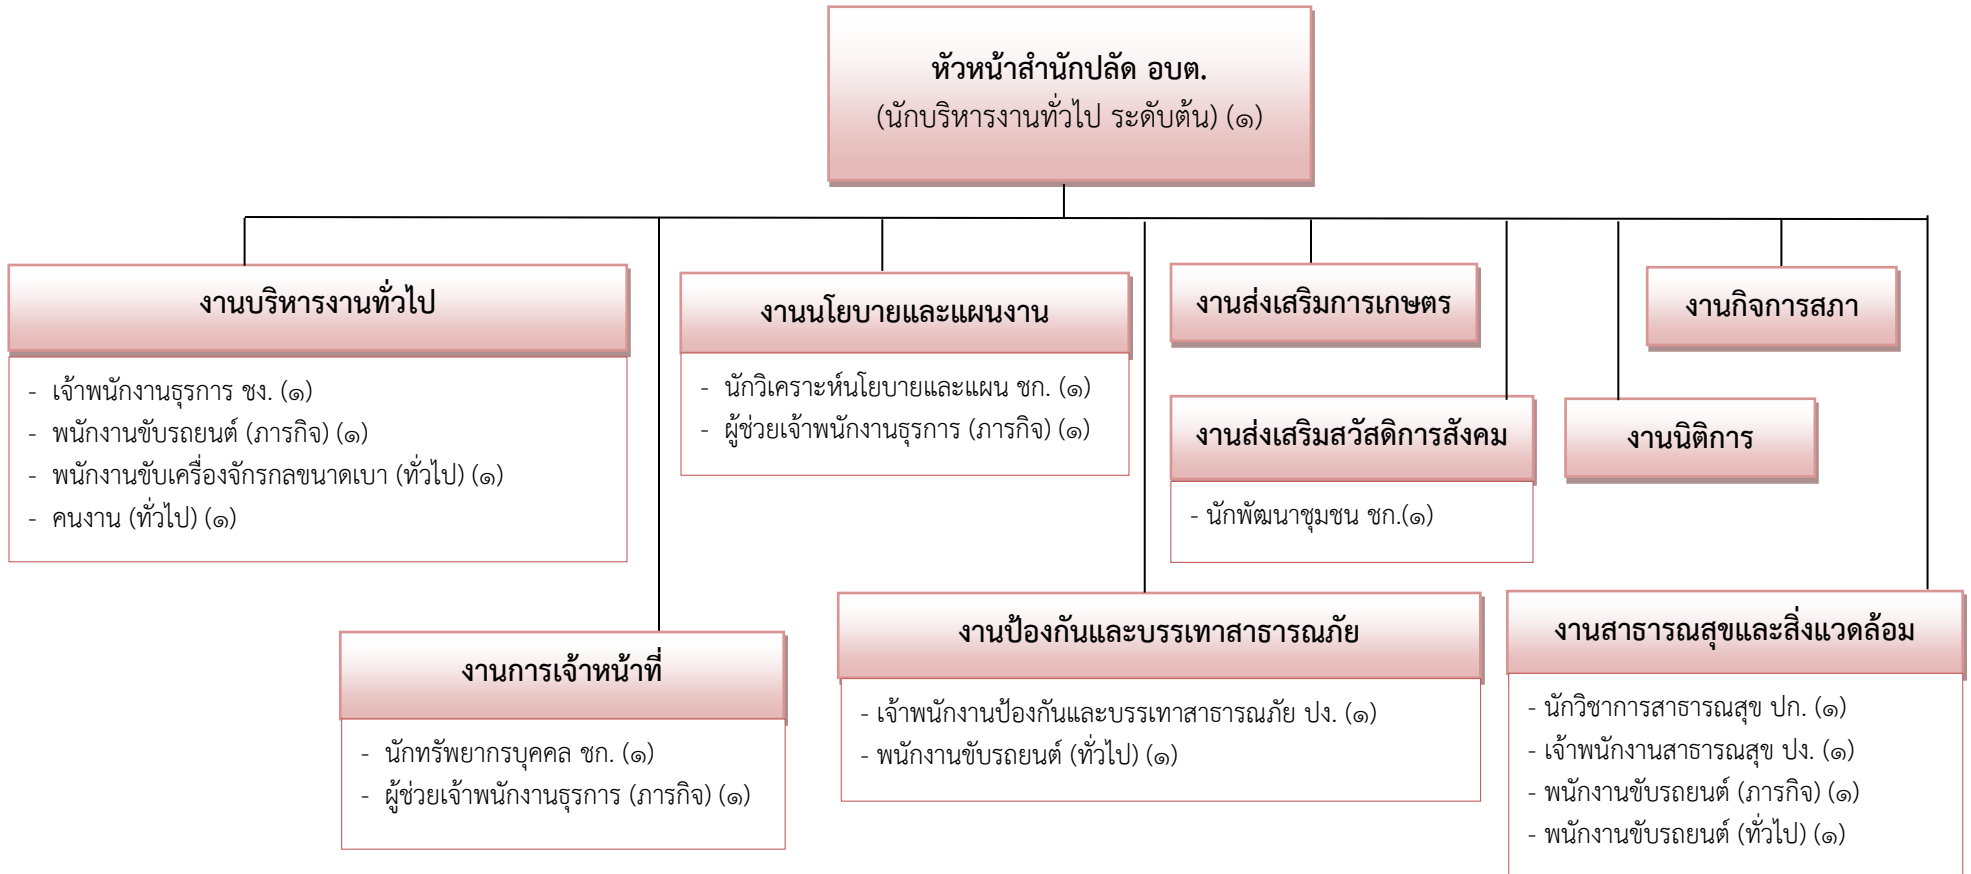 หัวหน้าสำนักปลัด อบต.
(นักบริหารงานทั่วไป ระดับต้น) (๑)
งานบริหารงานทั่วไป
- เจ้าพนักงานธุรการ ชง. (๑)
- พนักงานขับรถยนต์ (ภารกิจ) (๑)
- พนักงานขับเครื่องจักรกลขนาดเบา (ทั่วไป) (๑)
- คนงาน (ทั่วไป) (๑)
งานนโยบายและแผนงาน
- นักวิเคราะห์นโยบายและแผน ชก. (๑)
- ผู้ช่วยเจ้าพนักงานธุรการ (ภารกิจ) (๑)
งานส่งเสริมการเกษตร
งานกิจการสภา
งานส่งเสริมสวัสดิการสังคม
- นักพัฒนาชุมชน ชก.(๑)
งานนิติการ
งานการเจ้าหน้าที่
- นักทรัพยากรบุคคล ชก. (๑)
- ผู้ช่วยเจ้าพนักงานธุรการ (ภารกิจ) (๑)
งานป้องกันและบรรเทาสาธารณภัย
- เจ้าพนักงานป้องกันและบรรเทาสาธารณภัย ปง. (๑)
- พนักงานขับรถยนต์ (ทั่วไป) (๑)
งานสาธารณสุขและสิ่งแวดล้อม
- นักวิชาการสาธารณสุข ปก. (๑)
- เจ้าพนักงานสาธารณสุข ปง. (๑)
- พนักงานขับรถยนต์ (ภารกิจ) (๑)
- พนักงานขับรถยนต์ (ทั่วไป) (๑)